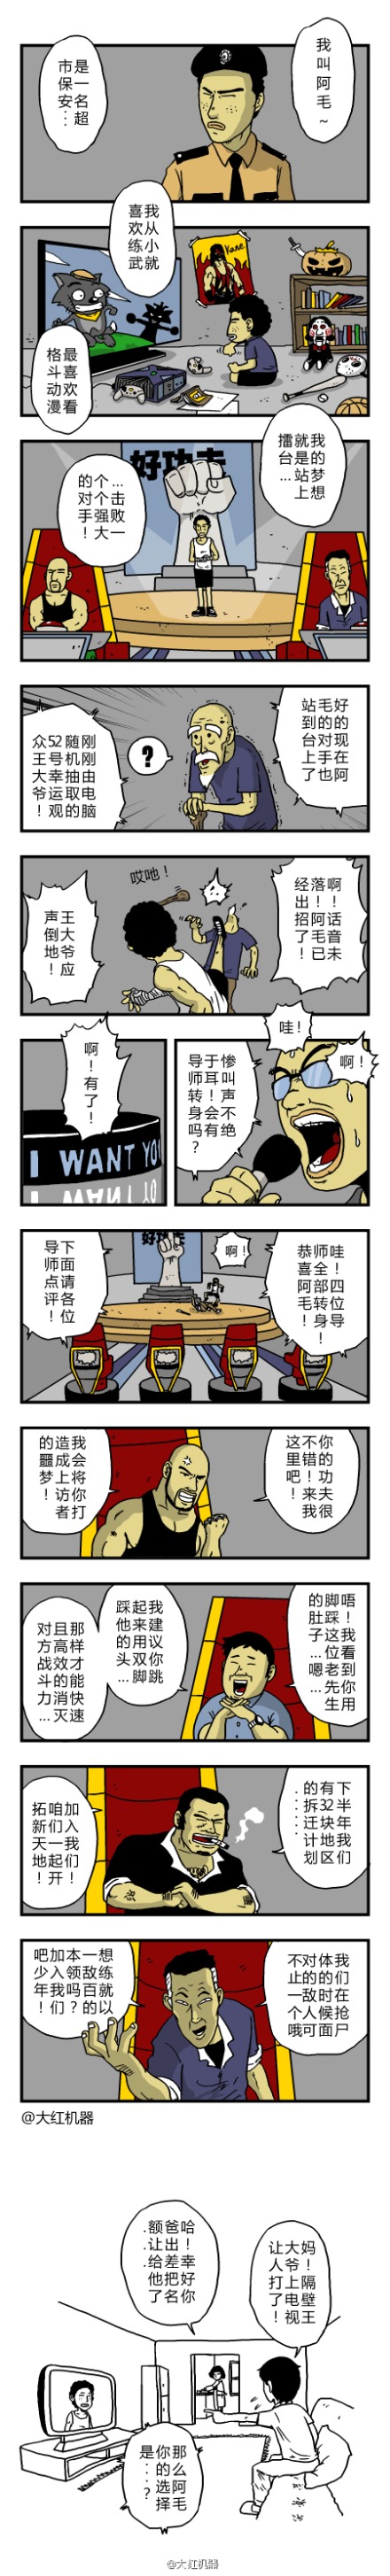 我叫阿毛~
是一名超
市保安…
我从小就
喜欢练武
Kane
最喜欢看
格斗动漫
好功夫
我的梦想
就是站上
擂台…
…击败一
个个强大
的对手！
好的现在阿
毛的对手也
站到台上了
?
刚刚由电脑
随机抽取的
52号幸运观
众王大爷！
啊！话音未
落！阿毛已
经出招了！
哎吔！
王大爷应
声倒地！
哇！
啊！
惨叫声不绝
于耳！会有
导师转身吗？
啊！有了！
I WANT YO
哇！四位导
师全部转身！
恭喜阿毛！
啊！
好功夫
下面请各位
导师点评！
你的功夫很
不错！来我
这里吧！
我会将你打
造成上访者
的噩梦！
唔！我看到你用
脚踩这位老先生
的肚子…嗯…
我建议你跳
起来用双脚
踩他的头…
那样才能快速
且高效的消灭
对方战斗力…
下半年我们
有32块地区
的拆迁计划……
加入我们！
咱们一起开
拓新天地！
我们在抢尸
体的时候面
对的敌人可
不止一个哦
想练就以
一敌百的
本领吗？
加入我们
吧少年！
@大红机器
妈！隔壁王
大爷上电视
让人打了！
哈！幸好你
爸出差把名
额让给他了..
那么阿毛
你的选择
是…？
@大红机器